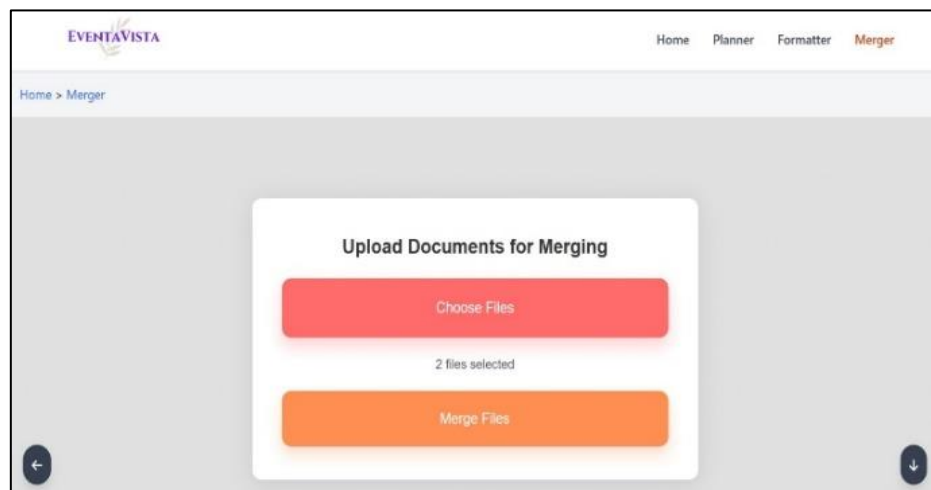 EVENTAVISTA
Home Planner Formatter Merger
Home > Merger
Upload Documents for Merging
Choose Files
2 files selected
Merge Files